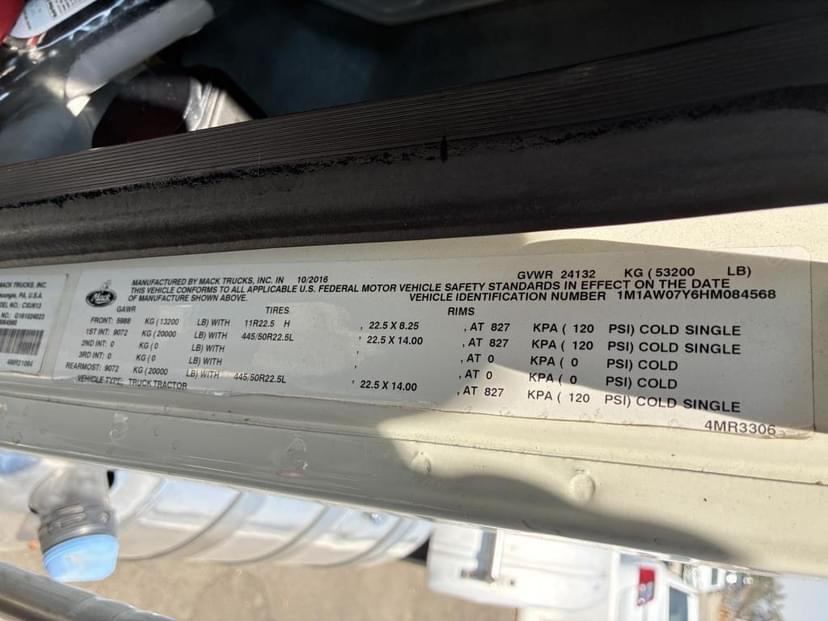 MACK TRUCKS, INC.
PA, U.S.A.
4MR21084
Mack
MANUFACTURED BY MACK TRUCKS, INC. IN 10/2016
GVWR 24132 KG ( 53200 LB)
THIS VEHICLE CONFORMS TO ALL APPLICABLE U.S. FEDERAL MOTOR VEHICLE SAFETY STANDARDS IN EFFECT ON THE DATE
OF MANUFACTURE SHOWN ABOVE. VEHICLE IDENTIFICATION NUMBER 1M1AW07Y6HM084568
GAWR TIRES RIMS
FRONT: 5988 KG (13200 LB) WITH 11R22.5 H , 22.5 X 8.25 , AT 827 KPA ( 120 PSI) COLD SINGLE
1ST INT: 9072 KG (20000 LB) WITH 445/50R22.5L , 22.5 X 14.00 , AT 827 KPA ( 120 PSI) COLD SINGLE
2ND INT: 0 KG ( 0 LB) WITH , AT 0 KPA ( 0 PSI) COLD
3RD INT: 0 KG ( 0 LB) WITH , AT 0 KPA ( 0 PSI) COLD
REARMOST: 9072 KG (20000 LB) WITH 445/50R22.5L , 22.5 X 14.00 , AT 827 KPA ( 120 PSI) COLD SINGLE
VEHICLE TYPE: TRUCK TRACTOR
4MR3306